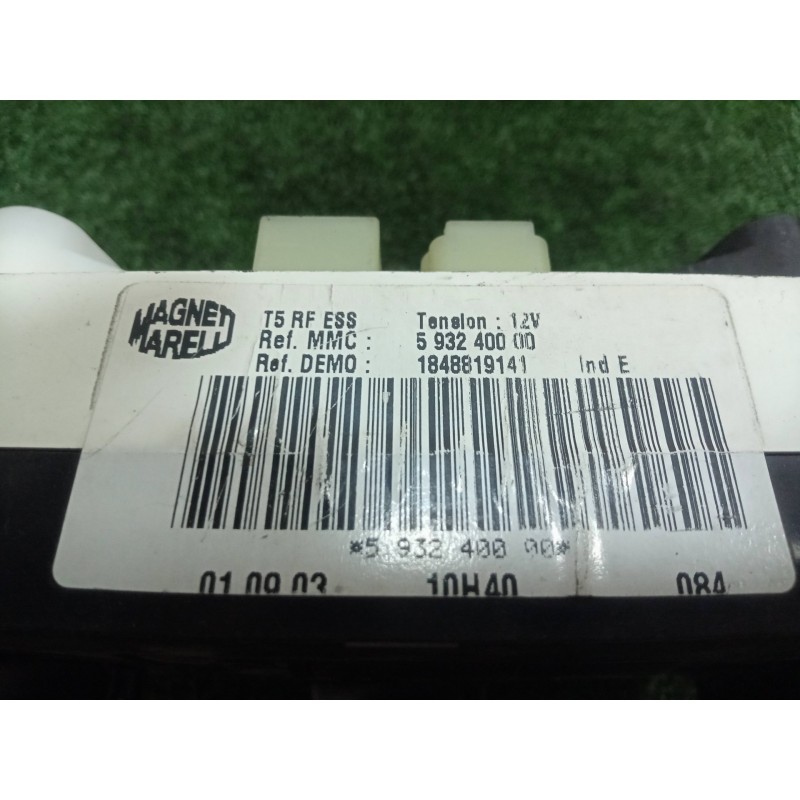 MAGNETI
MARELLI
T5 RF ESS Tension : 12V
Ref. MMC : 5 932 400 00
Ref. DEMO : 1848819141 Ind E
*5 932 400 00*
01 09 03 10H40 084